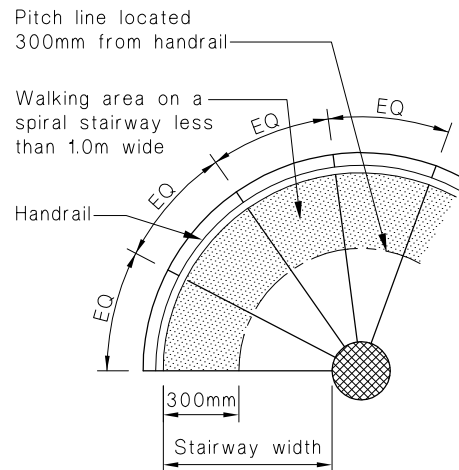 Pitch line located
300mm from handrail
Walking area on a
spiral stairway less
than 1.0m wide
Handrail
EQ
EQ
EQ
EQ
300mm
Stairway width